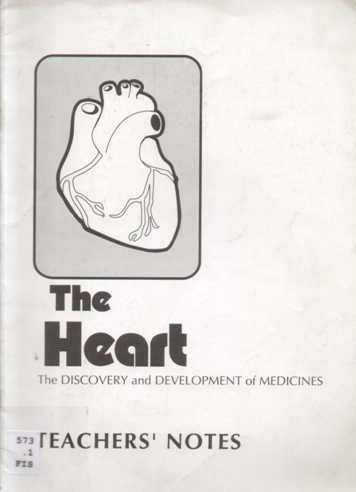 The
Heart
The DISCOVERY and DEVELOPMENT of MEDICINES
TEACHERS' NOTES
573
.1
FIS